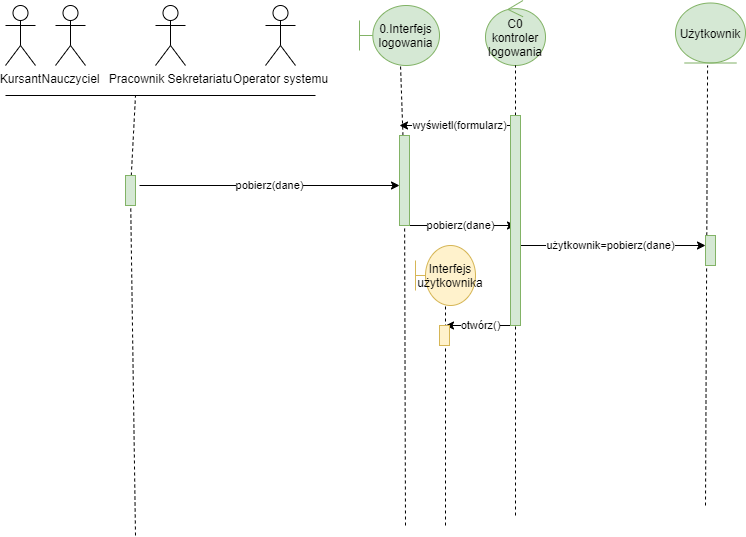 0.Interfejs
logowania
C0
kontroler
logowania
Użytkownik
Kursant
Nauczyciel
Pracownik Sekretariatu
Operator systemu
wyświetl(formularz)
pobierz(dane)
pobierz(dane)
użytkownik=pobierz(dane)
Interfejs
użytkownika
otwórz()